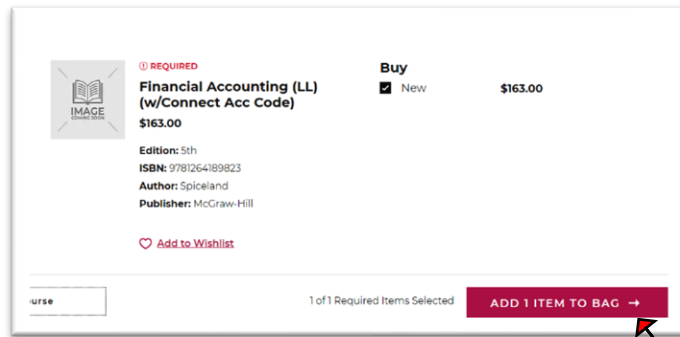 REQUIRED
Financial Accounting (LL)
(w/Connect Acc Code)
$163.00
Edition: 5th
ISBN: 9781264189823
Author: Spiceland
Publisher: McGraw-Hill
Add to Wishlist
IMAGE
COMING SOON
Buy
New
$163.00
urse
1 of 1 Required Items Selected
ADD 1 ITEM TO BAG →